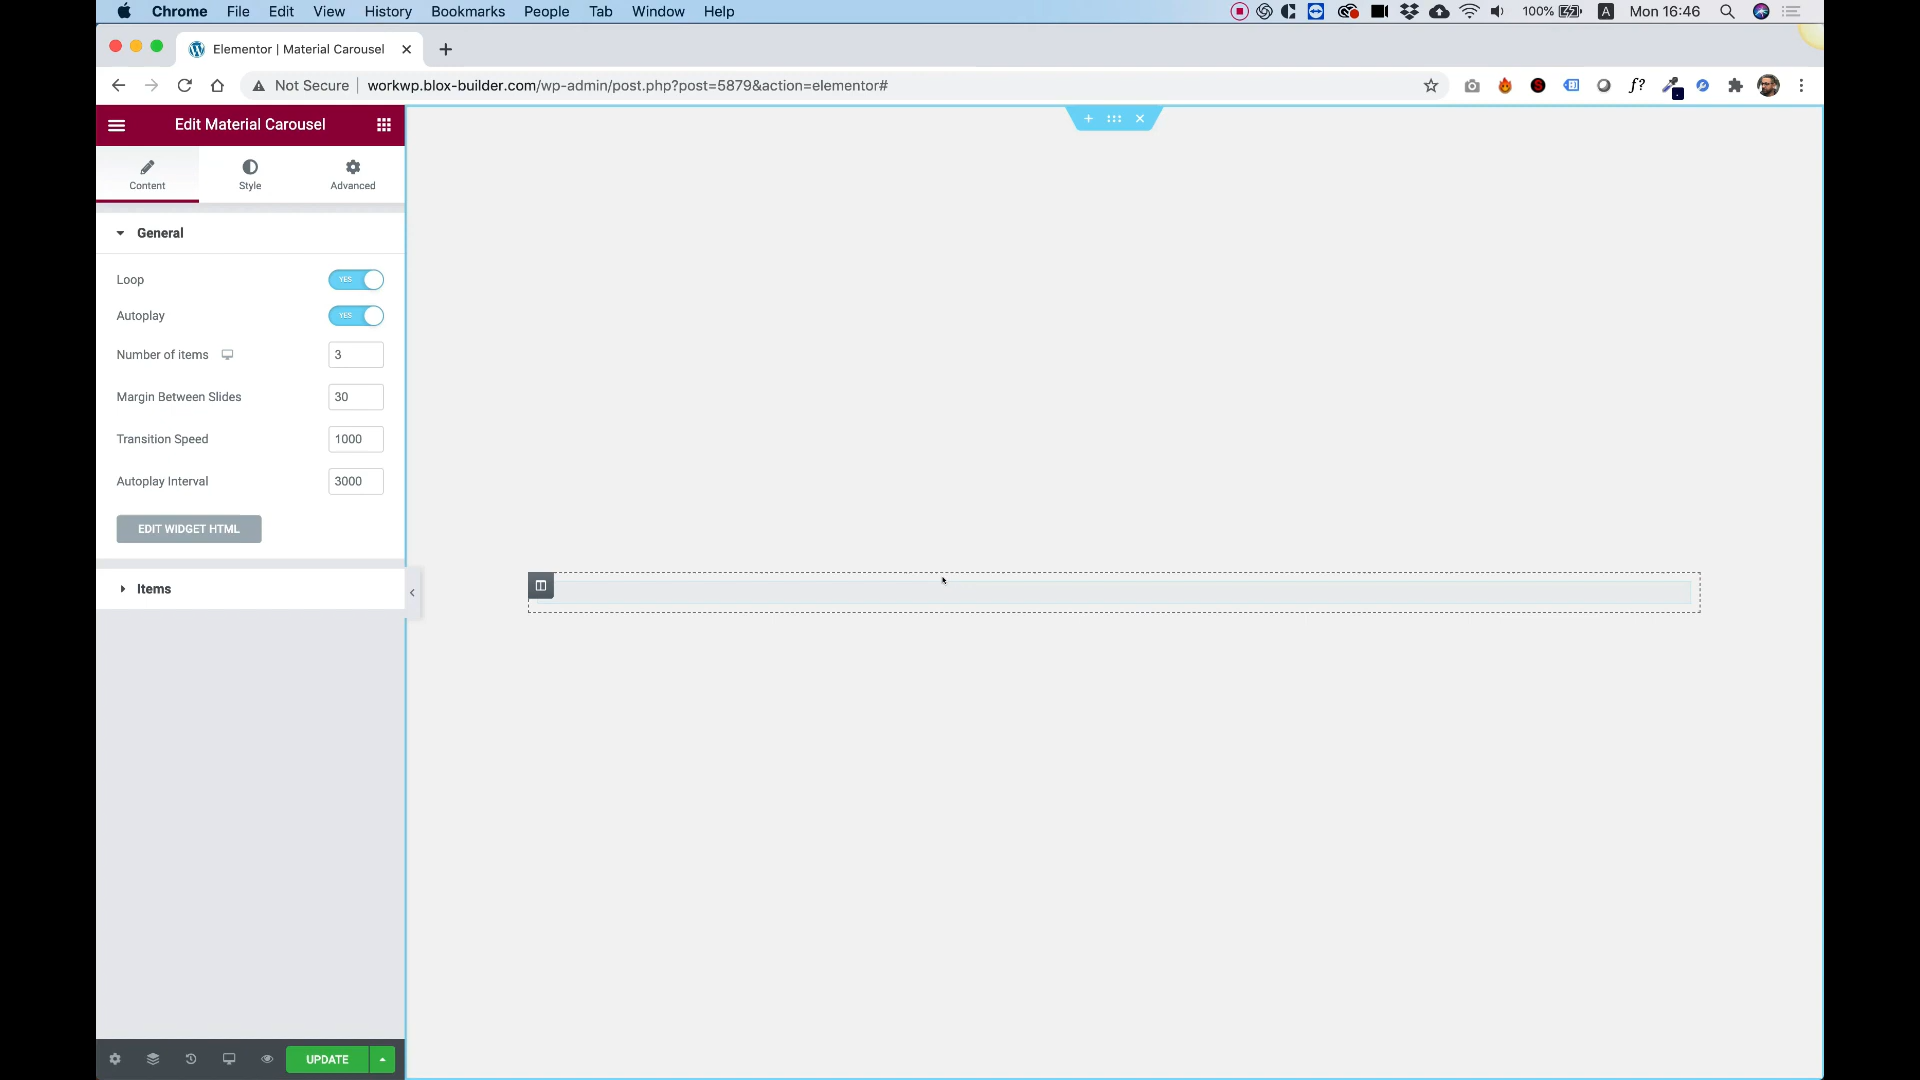 Chrome File Edit View History Bookmarks People Tab Window Help 100% A Mon 16:46
Elementor | Material Carousel
Not Secure workwp.blox-builder.com/wp-admin/post.php?post=5879&action=elementor# S f?
Edit Material Carousel
Content Style Advanced
General
Loop YES
Autoplay YES
Number of items 3
Margin Between Slides 30
Transition Speed 1000
Autoplay Interval 3000
EDIT WIDGET HTML
Items
UPDATE